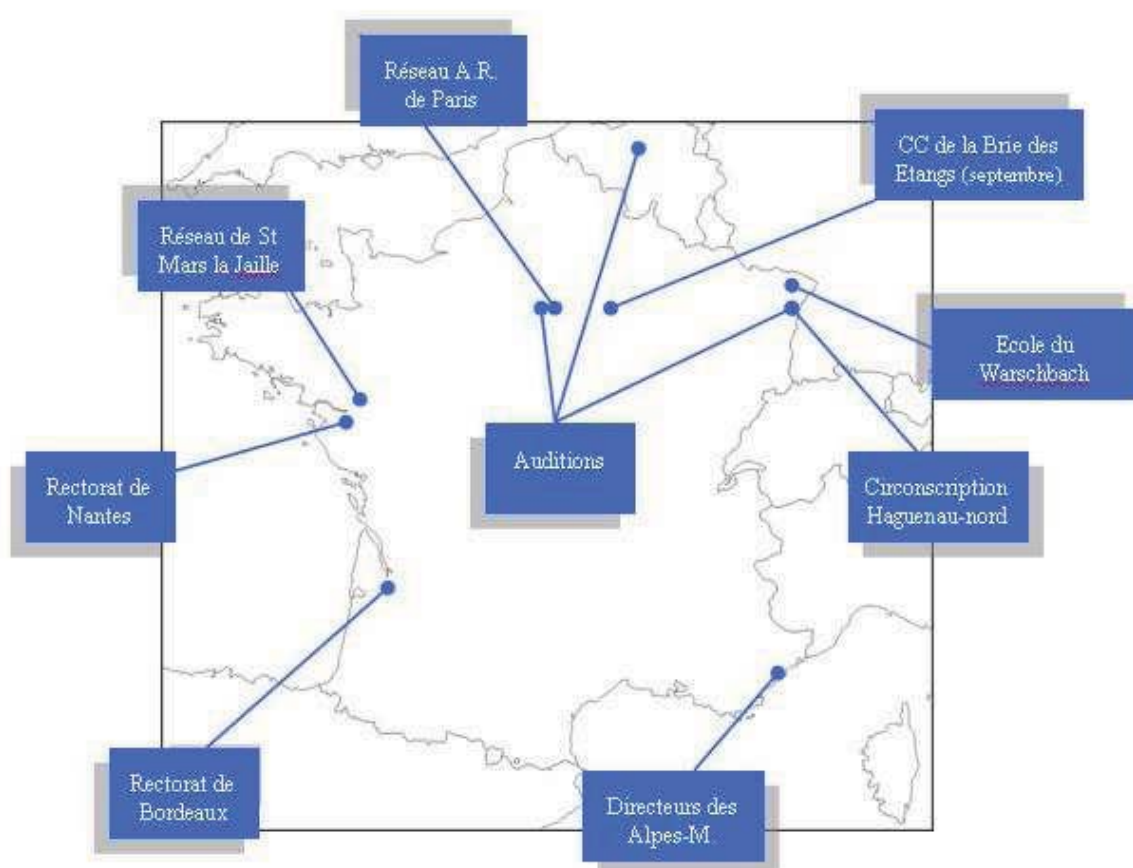 Réseau A.R.
de Paris
CC de la Brie des
Etangs (septembre)
Réseau de St
Mars la Jaille
Ecole du
Warschbach
Auditions
Rectorat de
Nantes
Circonscription
Haguenau-nord
Rectorat de
Bordeaux
Directeurs des
Alpes-M.